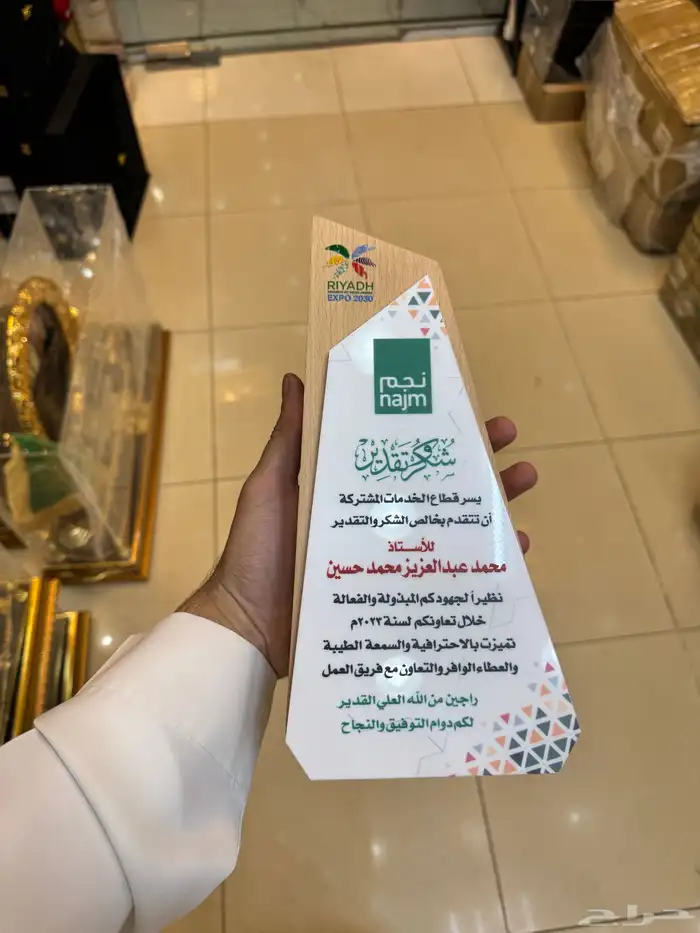 RIYADH
EXPO 2030
نجم
najm
شكر وتقدير
يسر قطاع الخدمات المشتركة
أن تتقدم بخالص الشكر والتقدير
للأستاذ
محمد عبدالعزيز محمد حسين
نظيراً لجهودكم المبذولة والفعالة
خلال تعاونكم لسنة ٢٠٢٣م
تميزت بالاحترافية والسمعة الطيبة
والعطاء الوافر والتعاون مع فريق العمل
راجين من الله العلي القدير
لكم دوام التوفيق والنجاح
حراج